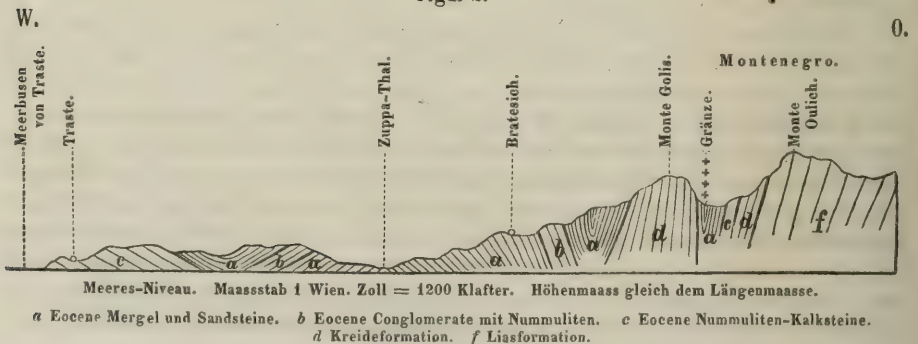 W.
O.
Meerbusen
von Traste.
Traste.
Zuppa-Thal.
Bratesich.
Monte Golis.
Gränze.
Montenegro.
Monte
Oulich.
c
a
b
a
a
b
a
d
a
c
d
f
Meeres-Niveau. Maassstab 1 Wien. Zoll = 1200 Klafter. Höhenmaass gleich dem Längenmaasse.
a Eocene Mergel und Sandsteine. b Eocene Conglomerate mit Nummuliten. c Eocene Nummuliten-Kalksteine.
d Kreideformation. f Liasformation.